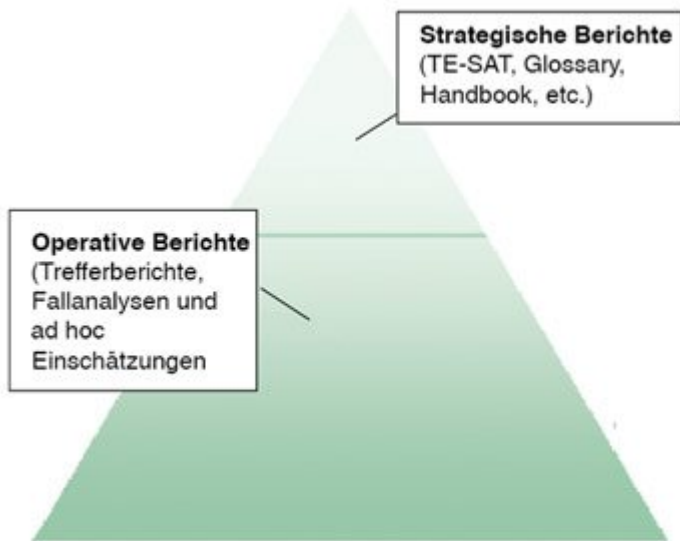 Strategische Berichte
(TE-SAT, Glossary,
Handbook, etc.)
Operative Berichte
(Trefferberichte,
Fallanalysen und
ad hoc
Einschätzungen